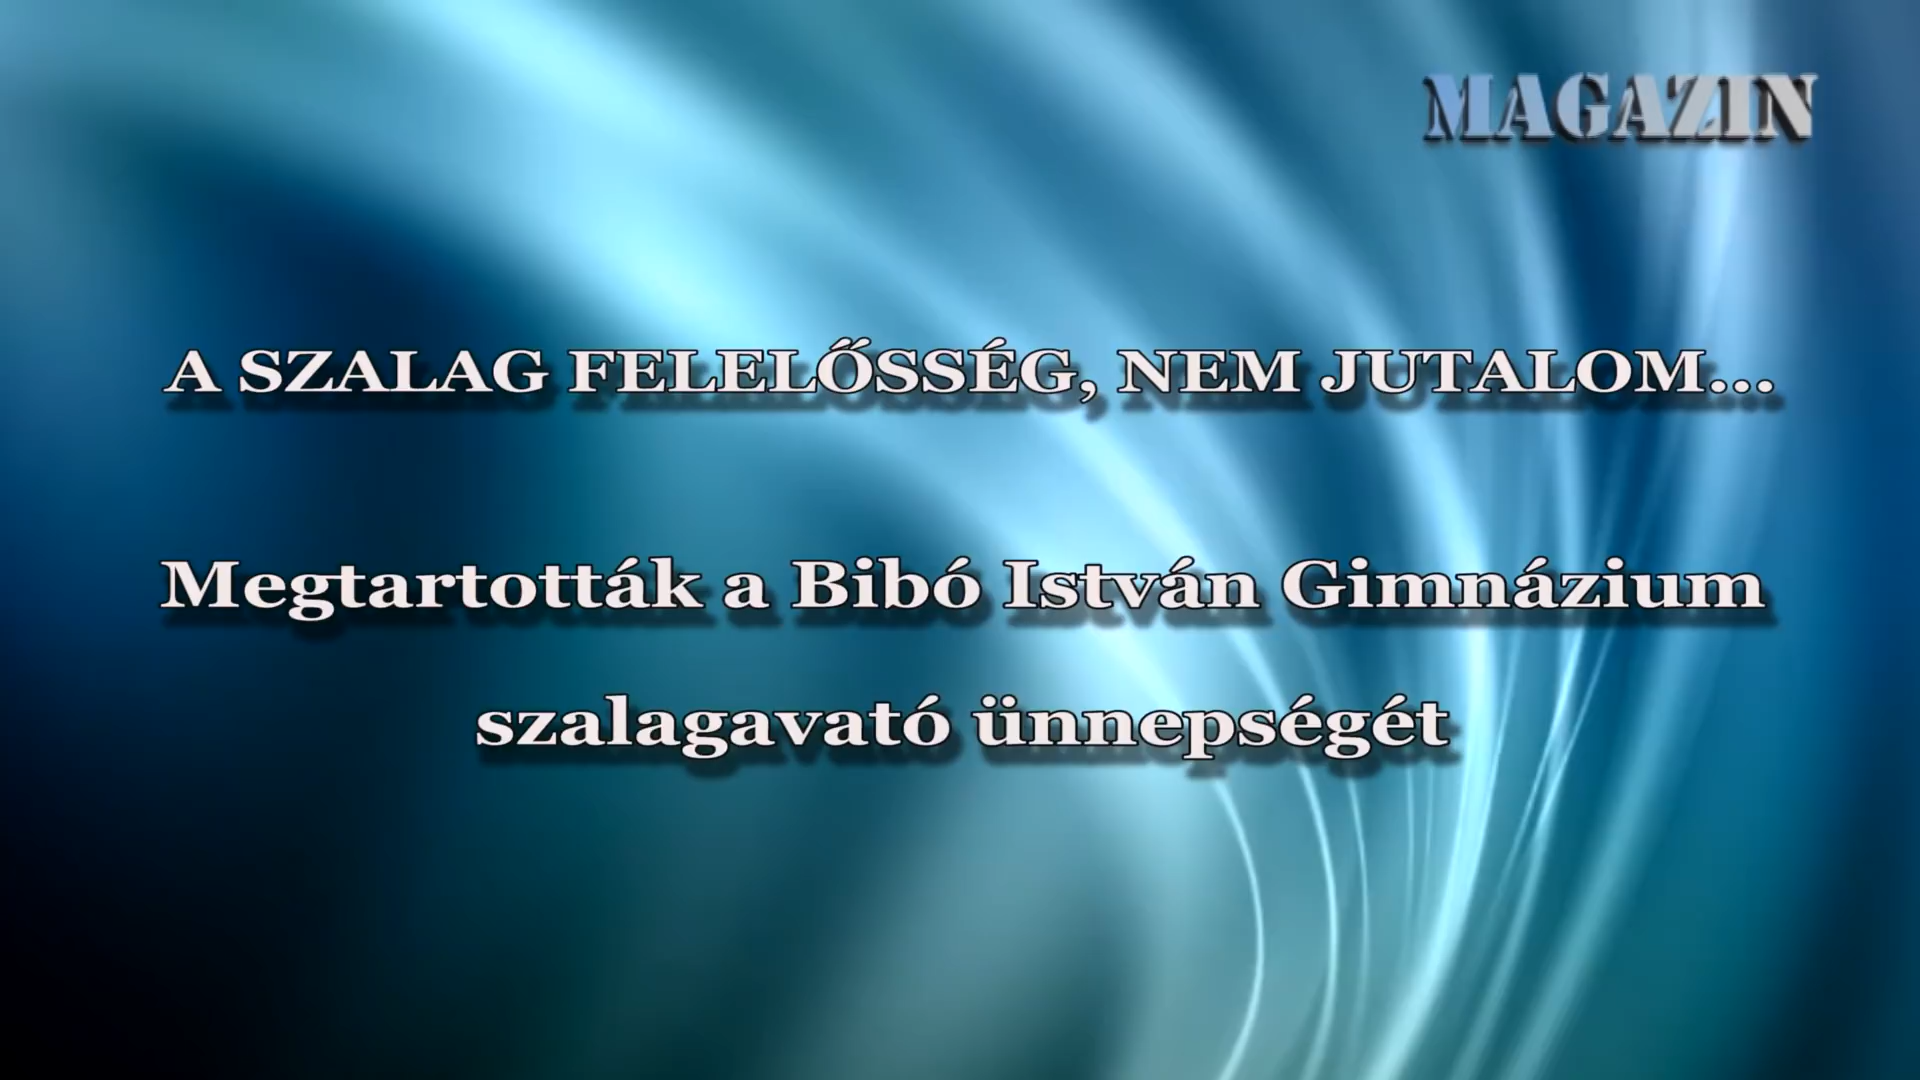 MAGAZIN
A SZALAG FELELŐSSÉG, NEM JUTALOM...
Megtartották a Bibó István Gimnázium
szalagavató ünnepségét